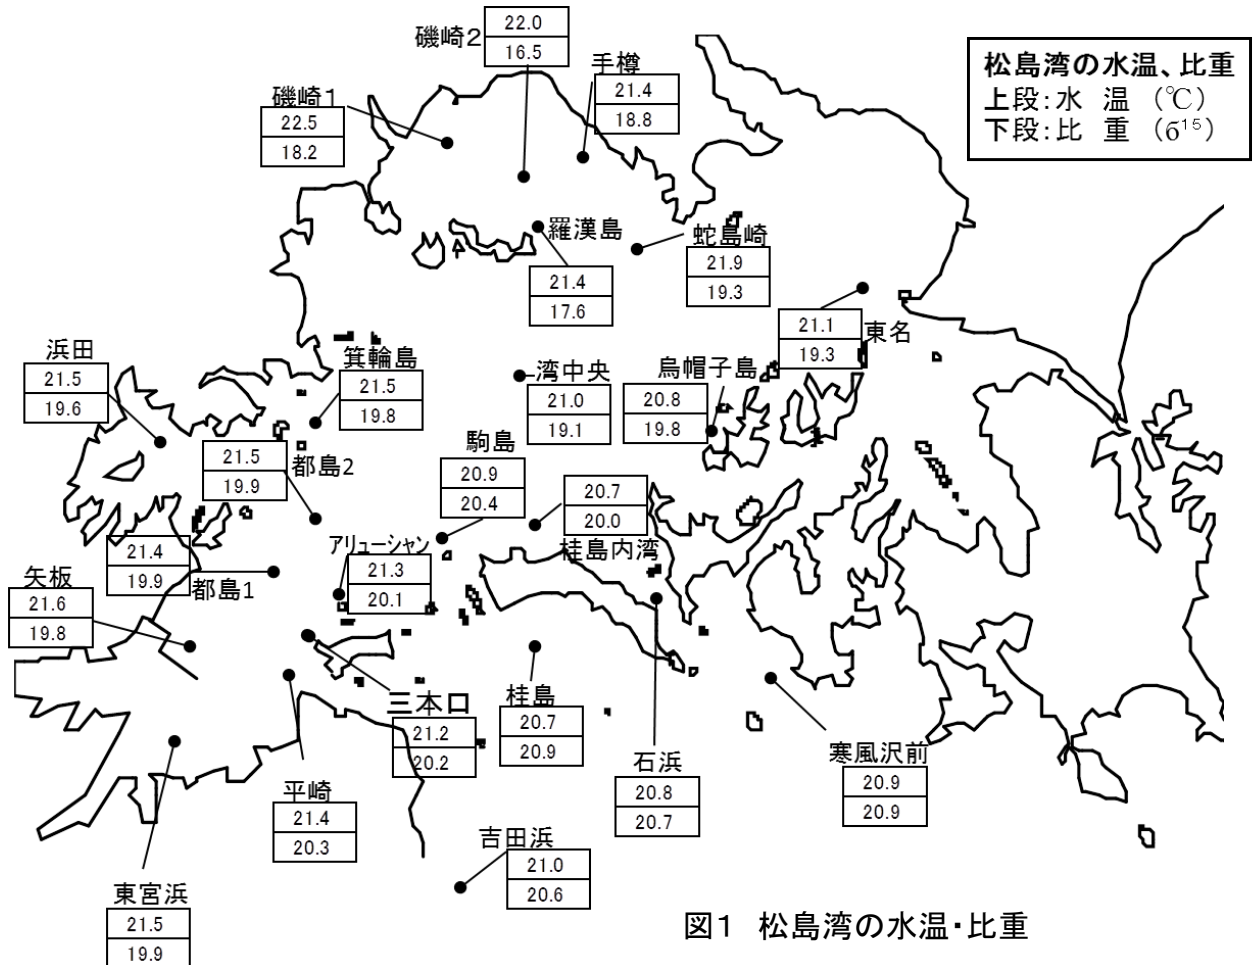 松島湾の水温、比重
上段:水 温 (℃)
下段:比 重 (б¹⁵)
磯崎2
22.0
16.5
手樽
21.4
18.8
磯崎1
22.5
18.2
羅漢島
21.4
17.6
蛇島崎
21.9
19.3
東名
21.1
19.3
浜田
21.5
19.6
箕輪島
21.5
19.8
湾中央
21.0
19.1
烏帽子島
20.8
19.8
都島2
21.5
19.9
駒島
20.9
20.4
20.7
20.0
桂島内湾
アリューシャン
21.3
20.1
21.4
19.9
都島1
矢板
21.6
19.8
三本口
21.2
20.2
桂島
20.7
20.9
石浜
20.8
20.7
寒風沢前
20.9
20.9
平崎
21.4
20.3
吉田浜
21.0
20.6
東宮浜
21.5
19.9
図1 松島湾の水温・比重